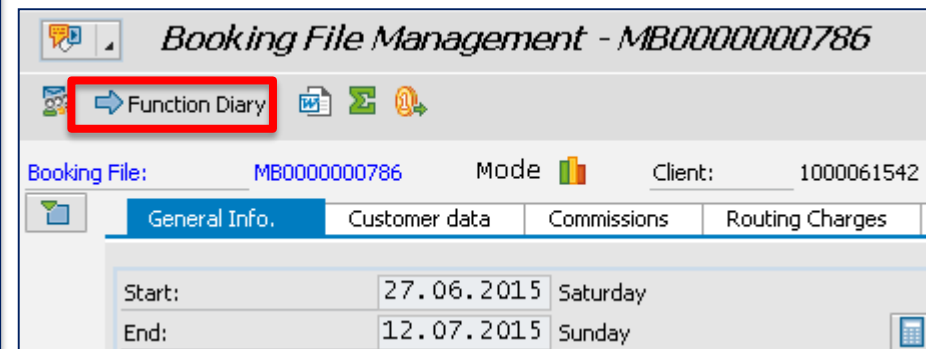 Booking File Management - MB0000000786
Function Diary
Booking File: MB0000000786 Mode Client: 1000061542
General Info. Customer data Commissions Routing Charges
Start: 27.06.2015 Saturday
End: 12.07.2015 Sunday